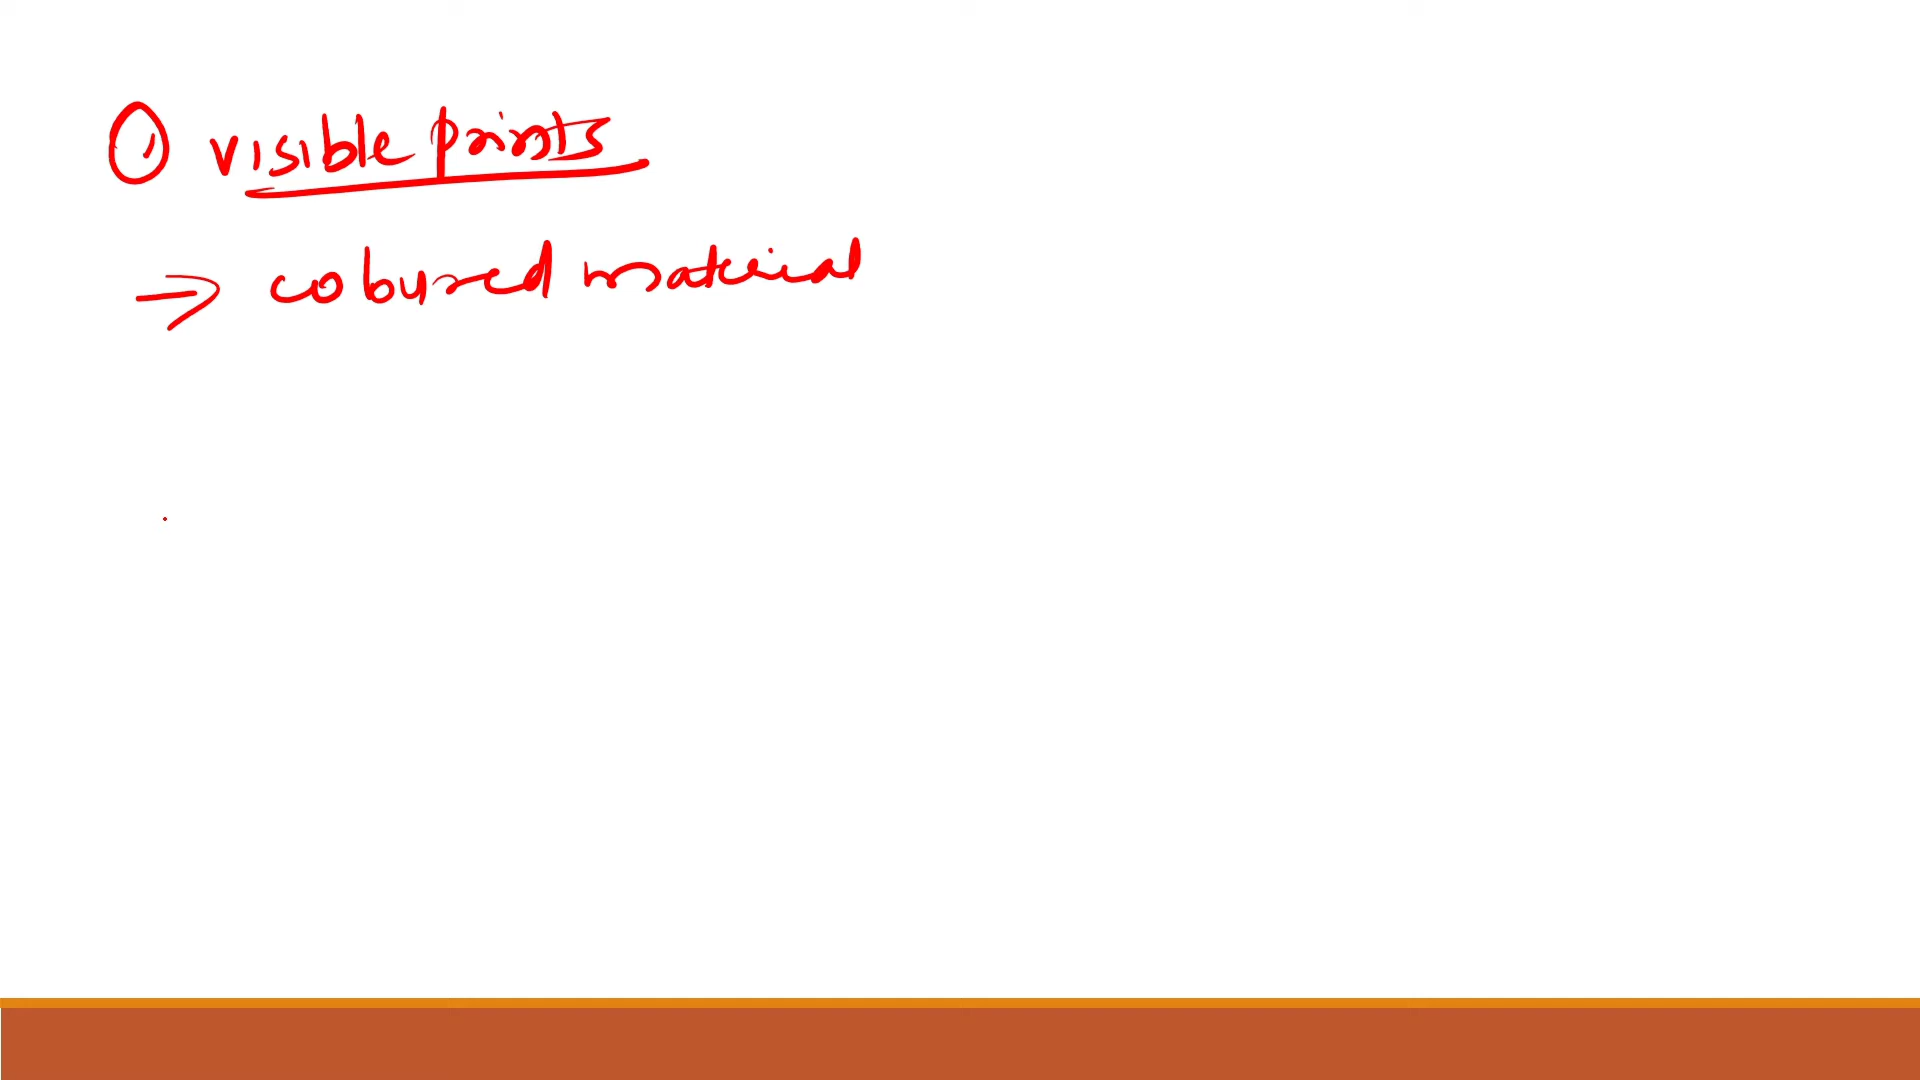 ① visible prints
→ coloured material